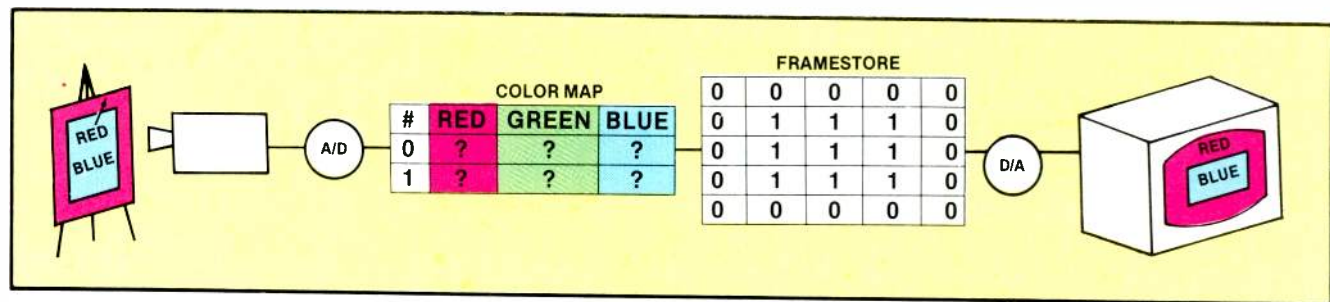 RED
BLUE
A/D
COLOR MAP
# RED GREEN BLUE
0 ? ? ?
1 ? ? ?
FRAMESTORE
0 0 0 0 0
0 1 1 1 0
0 1 1 1 0
0 1 1 1 0
0 0 0 0 0
D/A
RED
BLUE